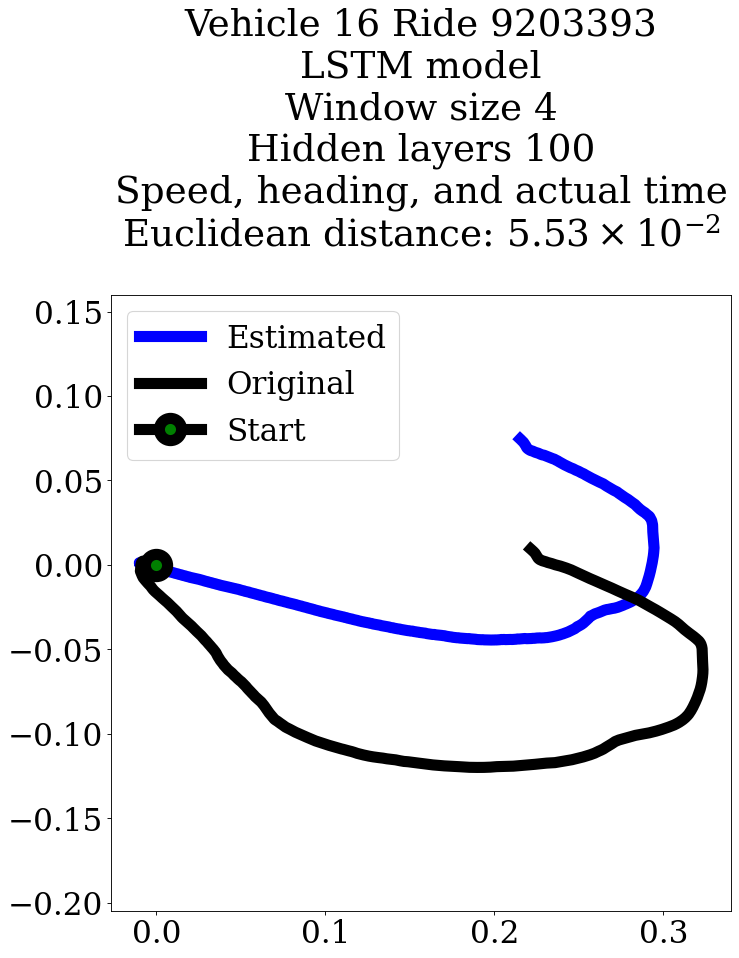 Vehicle 16 Ride 9203393
LSTM model
Window size 4
Hidden layers 100
Speed, heading, and actual time
Euclidean distance: 5.53 × 10⁻²
Estimated
Original
Start
0.15
0.10
0.05
0.00
−0.05
−0.10
−0.15
−0.20
0.0 0.1 0.2 0.3